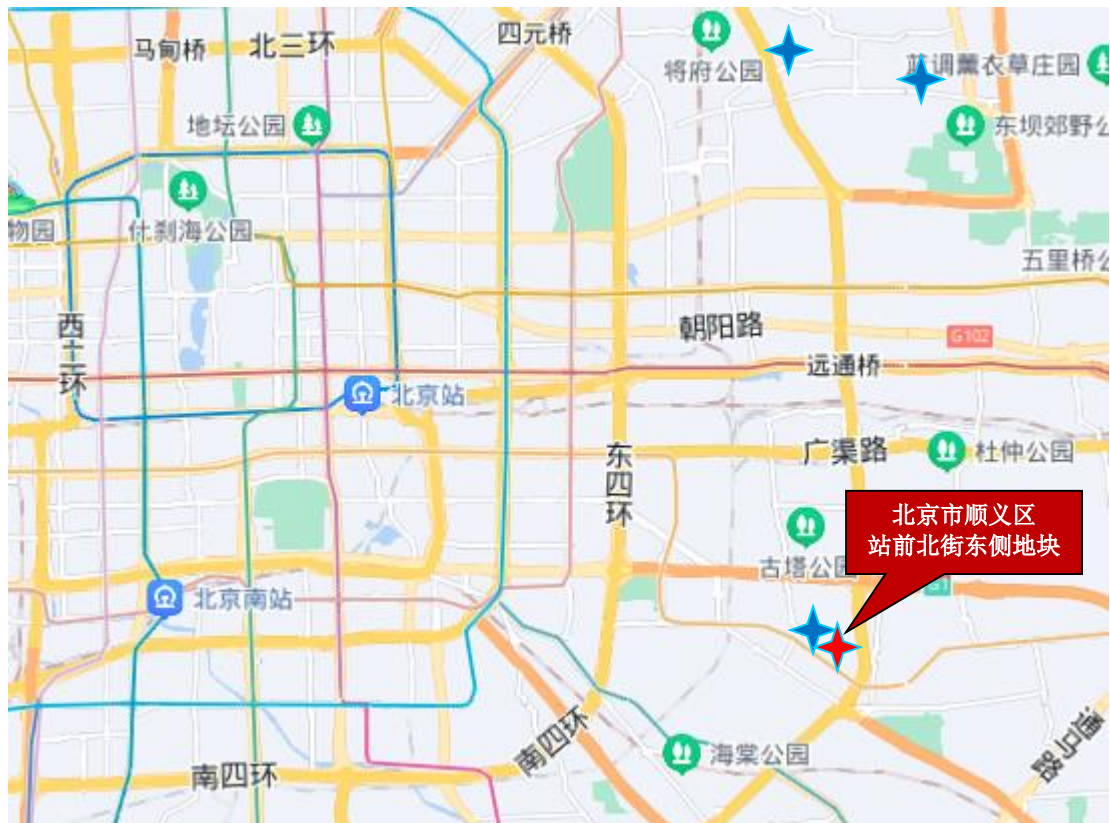 四元桥
马甸桥
北三环
将府公园
蓝调薰衣草庄园
地坛公园
东坝郊野公
什刹海公园
物园
五里桥公
朝阳路
G102
西二环
远通桥
北京站
广渠路
杜仲公园
东四环
北京市顺义区
站前北街东侧地块
古塔公园
G1
北京南站
南四环
海棠公园
通马路
南四环